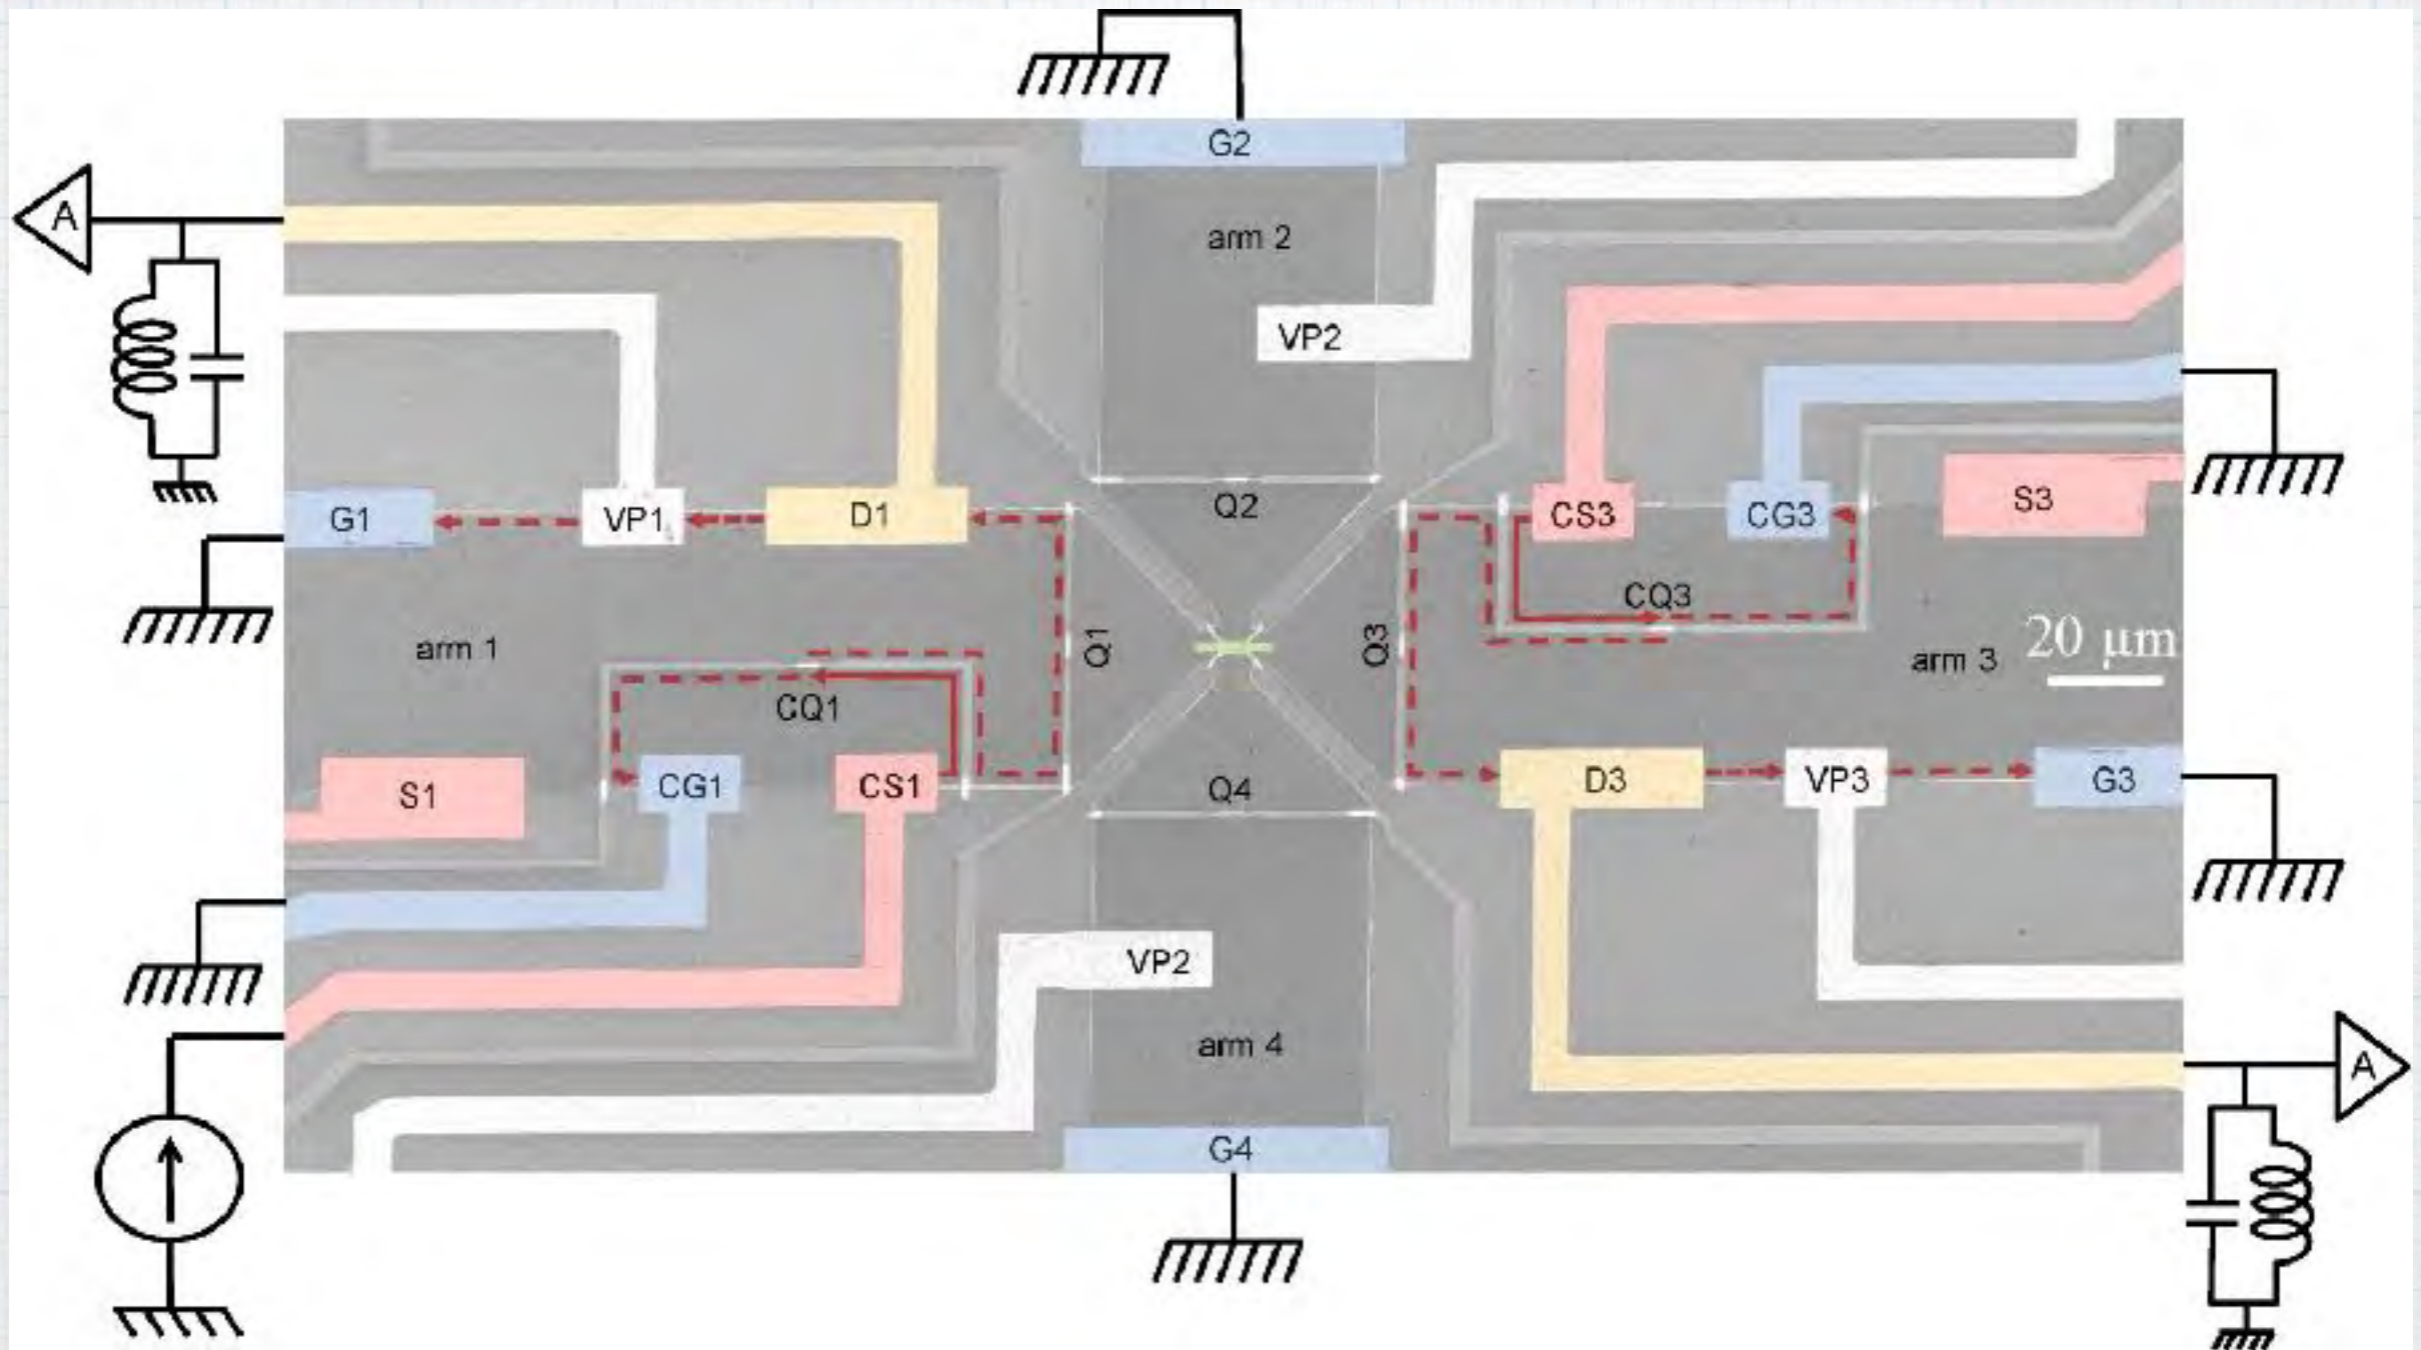 G2
A
arm 2
VP2
G1
VP1
D1
Q2
CS3
CG3
S3
CQ3
Q1
Q3
20 μm
arm 1
arm 3
CQ1
S1
CG1
CS1
Q4
D3
VP3
G3
VP2
arm 4
A
G4